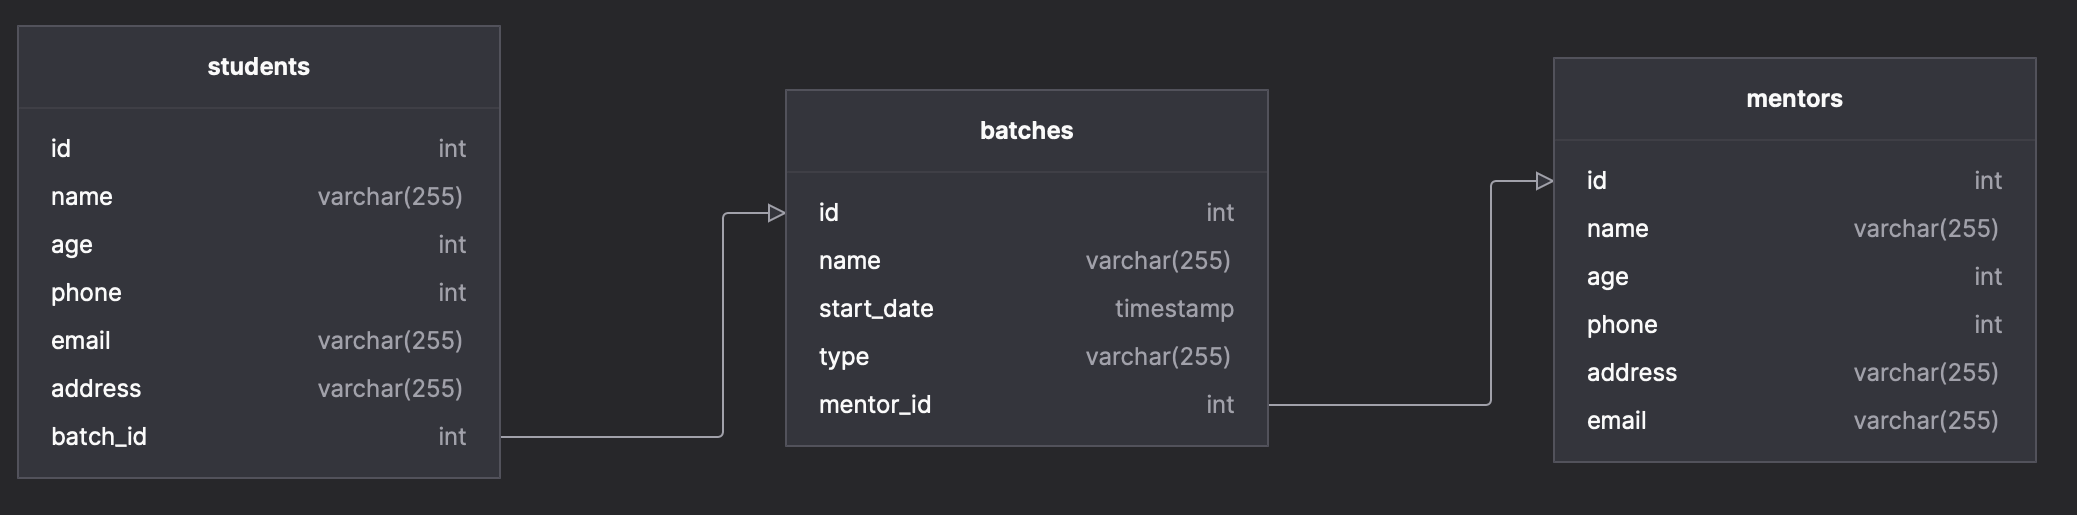 students
id int
name varchar(255)
age int
phone int
email varchar(255)
address varchar(255)
batch_id int
batches
id int
name varchar(255)
start_date timestamp
type varchar(255)
mentor_id int
mentors
id int
name varchar(255)
age int
phone int
address varchar(255)
email varchar(255)